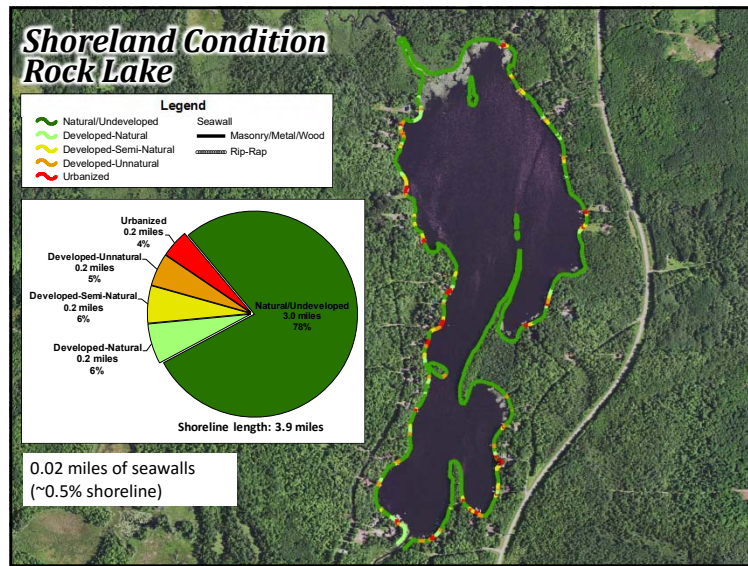 Shoreland Condition
Rock Lake
Legend
Natural/Undeveloped
Developed-Natural
Developed-Semi-Natural
Developed-Unnatural
Urbanized
Seawall
Masonry/Metal/Wood
Rip-Rap
Urbanized
0.2 miles
4%
Developed-Unnatural
0.2 miles
5%
Developed-Semi-Natural
0.2 miles
6%
Developed-Natural
0.2 miles
6%
Natural/Undeveloped
3.0 miles
78%
Shoreline length: 3.9 miles
0.02 miles of seawalls
(~0.5% shoreline)